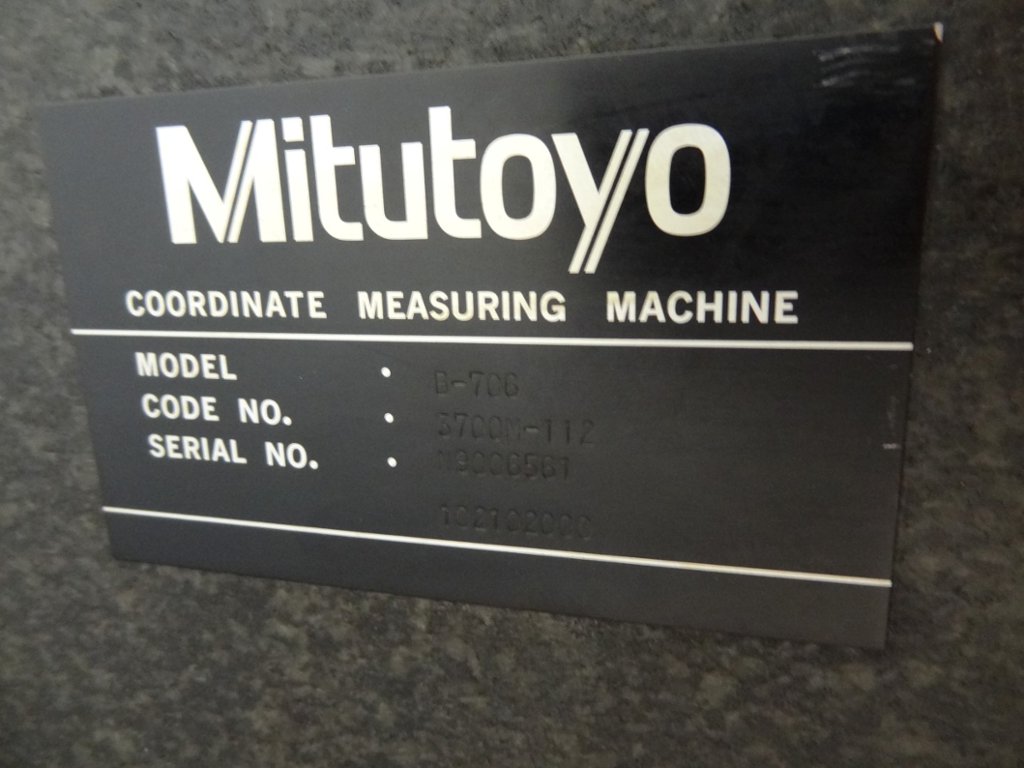 Mitutoyo
COORDINATE MEASURING MACHINE
MODEL : B-706
CODE NO. :
SERIAL NO. :